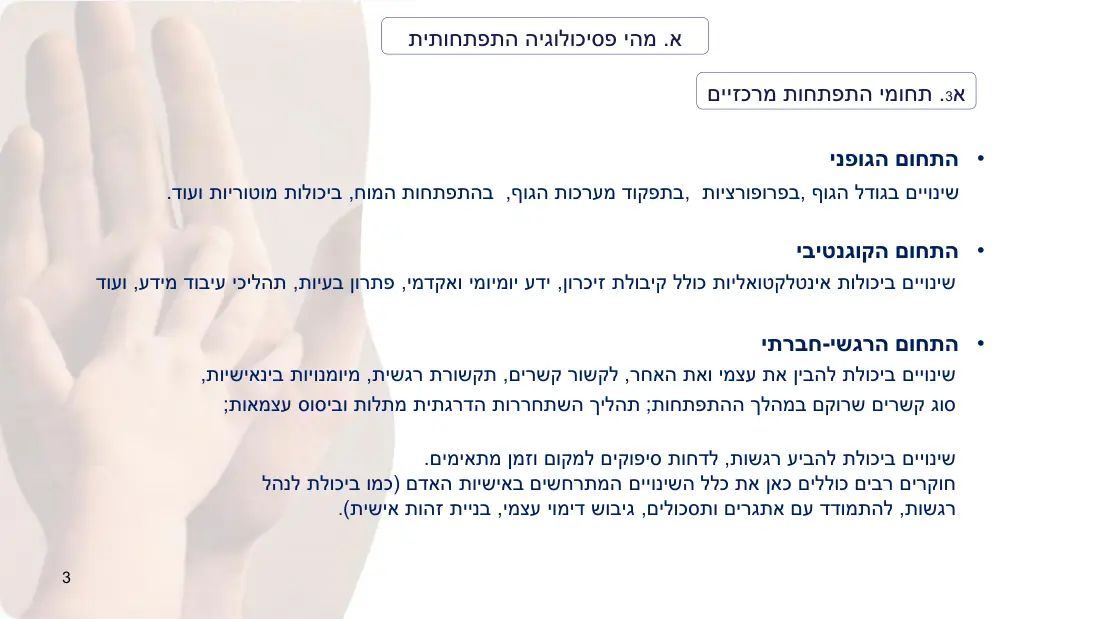 א. מהי פסיכולוגיה התפתחותית
א3. תחומי התפתחות מרכזיים
• התחום הגופני
שינויים בגודל הגוף ,בפרופורציות ,בתפקוד מערכות הגוף, בהתפתחות המוח, ביכולות מוטוריות ועוד.
• התחום הקוגנטיבי
שינויים ביכולות אינטלקטואליות כולל קיבולת זיכרון, ידע יומיומי ואקדמי, פתרון בעיות, תהליכי עיבוד מידע, ועוד
• התחום הרגשי-חברתי
שינויים ביכולת להבין את עצמי ואת האחר, לקשור קשרים, תקשורת רגשית, מיומנויות בינאישיות,
סוג קשרים שרוקם במהלך ההתפתחות; תהליך השתחררות הדרגתית מתלות וביסוס עצמאות;
שינויים ביכולת להביע רגשות, לדחות סיפוקים למקום וזמן מתאימים.
חוקרים רבים כוללים כאן את כלל השינויים המתרחשים באישיות האדם (כמו ביכולת לנהל
רגשות, להתמודד עם אתגרים ותסכולים, גיבוש דימוי עצמי, בניית זהות אישית).
3